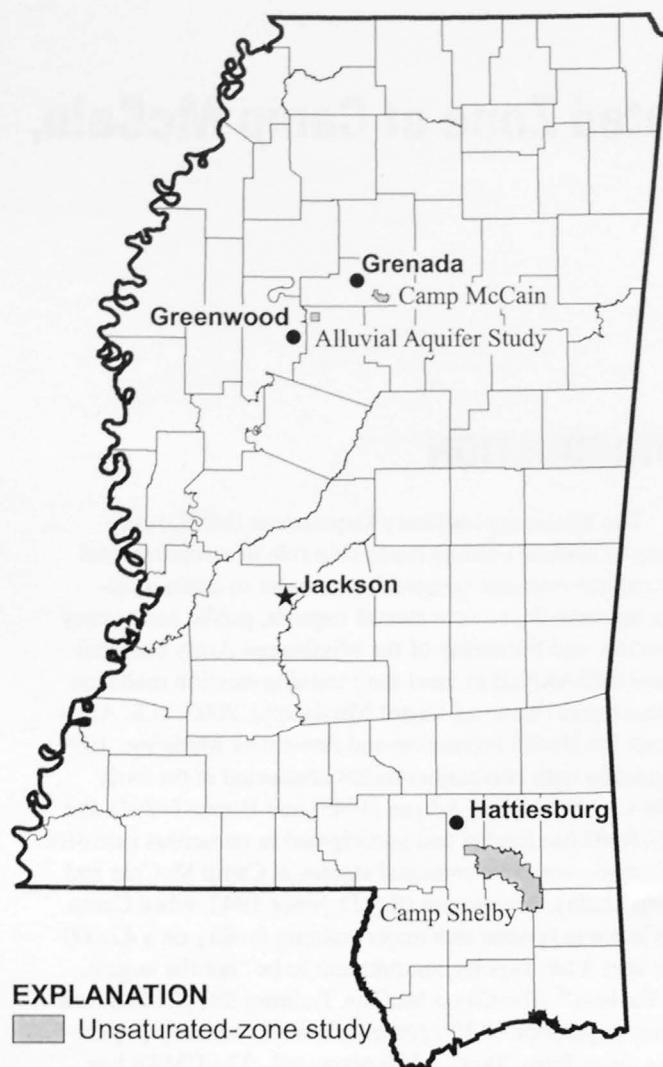 Grenada
Camp McCain
Greenwood
Alluvial Aquifer Study
Jackson
Hattiesburg
Camp Shelby
EXPLANATION
Unsaturated-zone study